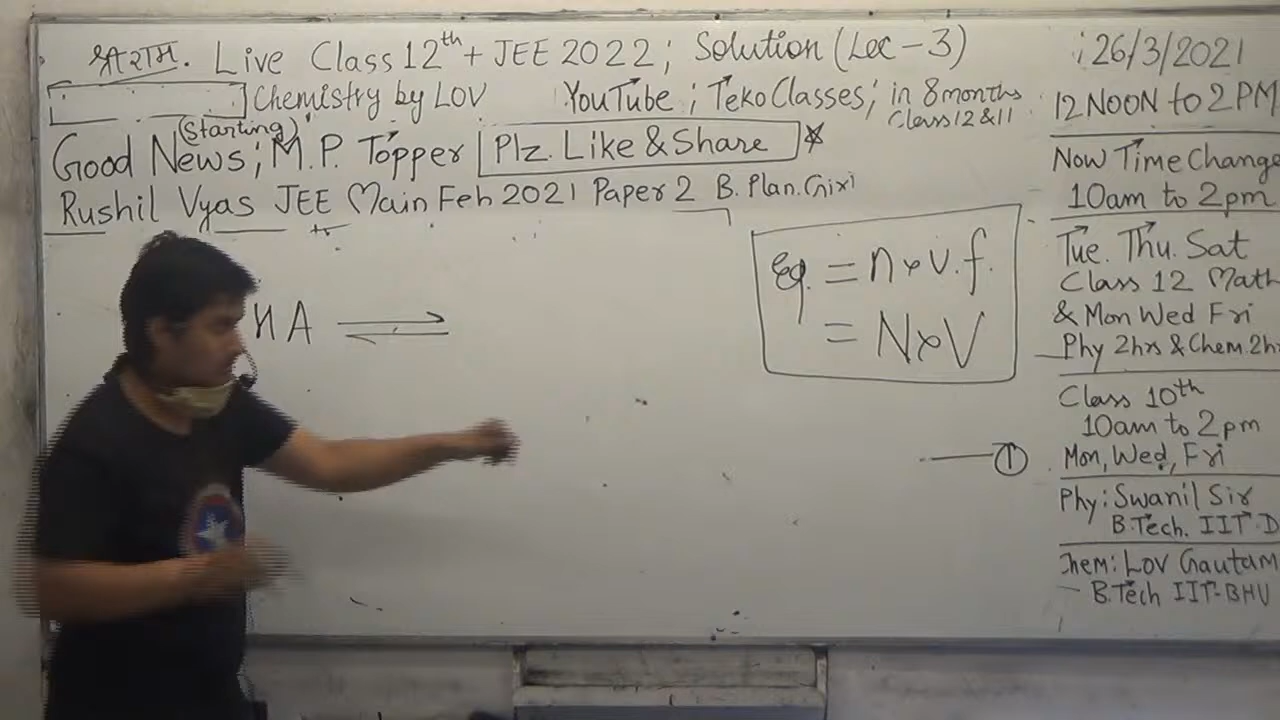 श्री राम. Live Class 12th + JEE 2022; Solution (Lec-3)
Chemistry by LOV YouTube; TekoClasses; in 8 months
Class 12 & 11
(Starting)
Good News; M.P. Topper Plz. Like & Share
Rushil Vyas JEE Main Feb 2021 Paper 2 B. Plan.
Eq. = n×v.f.
= N×V
A ⇌
①
: 26/3/2021
12 NOON to 2 PM
Now Time Change
10am to 2pm
Tue. Thu. Sat
Class 12 Math
& Mon Wed Fri
Phy 2hrs & Chem. 2h
Class 10th
10am to 2pm
Mon, Wed, Fri
Phy: Swanil Sir
B.Tech. IIT-D
Chem: Lov Gautam
B.Tech IIT-BHU